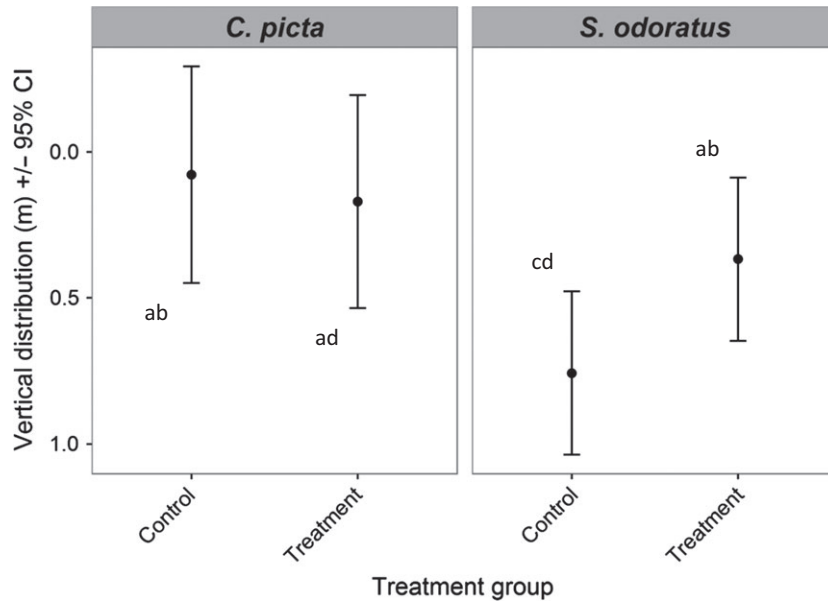 C. picta
S. odoratus
Vertical distribution (m) +/− 95% CI
0.0
0.5
1.0
ab
ad
cd
ab
Control
Treatment
Control
Treatment
Treatment group